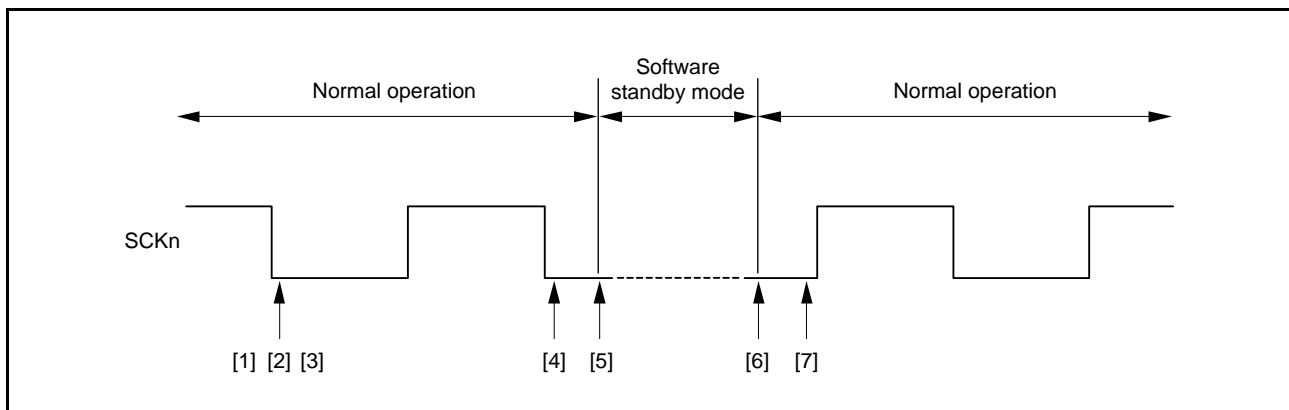 Software
standby mode
Normal operation
Normal operation
SCKn
[1] [2] [3]
[4]
[5]
[6]
[7]